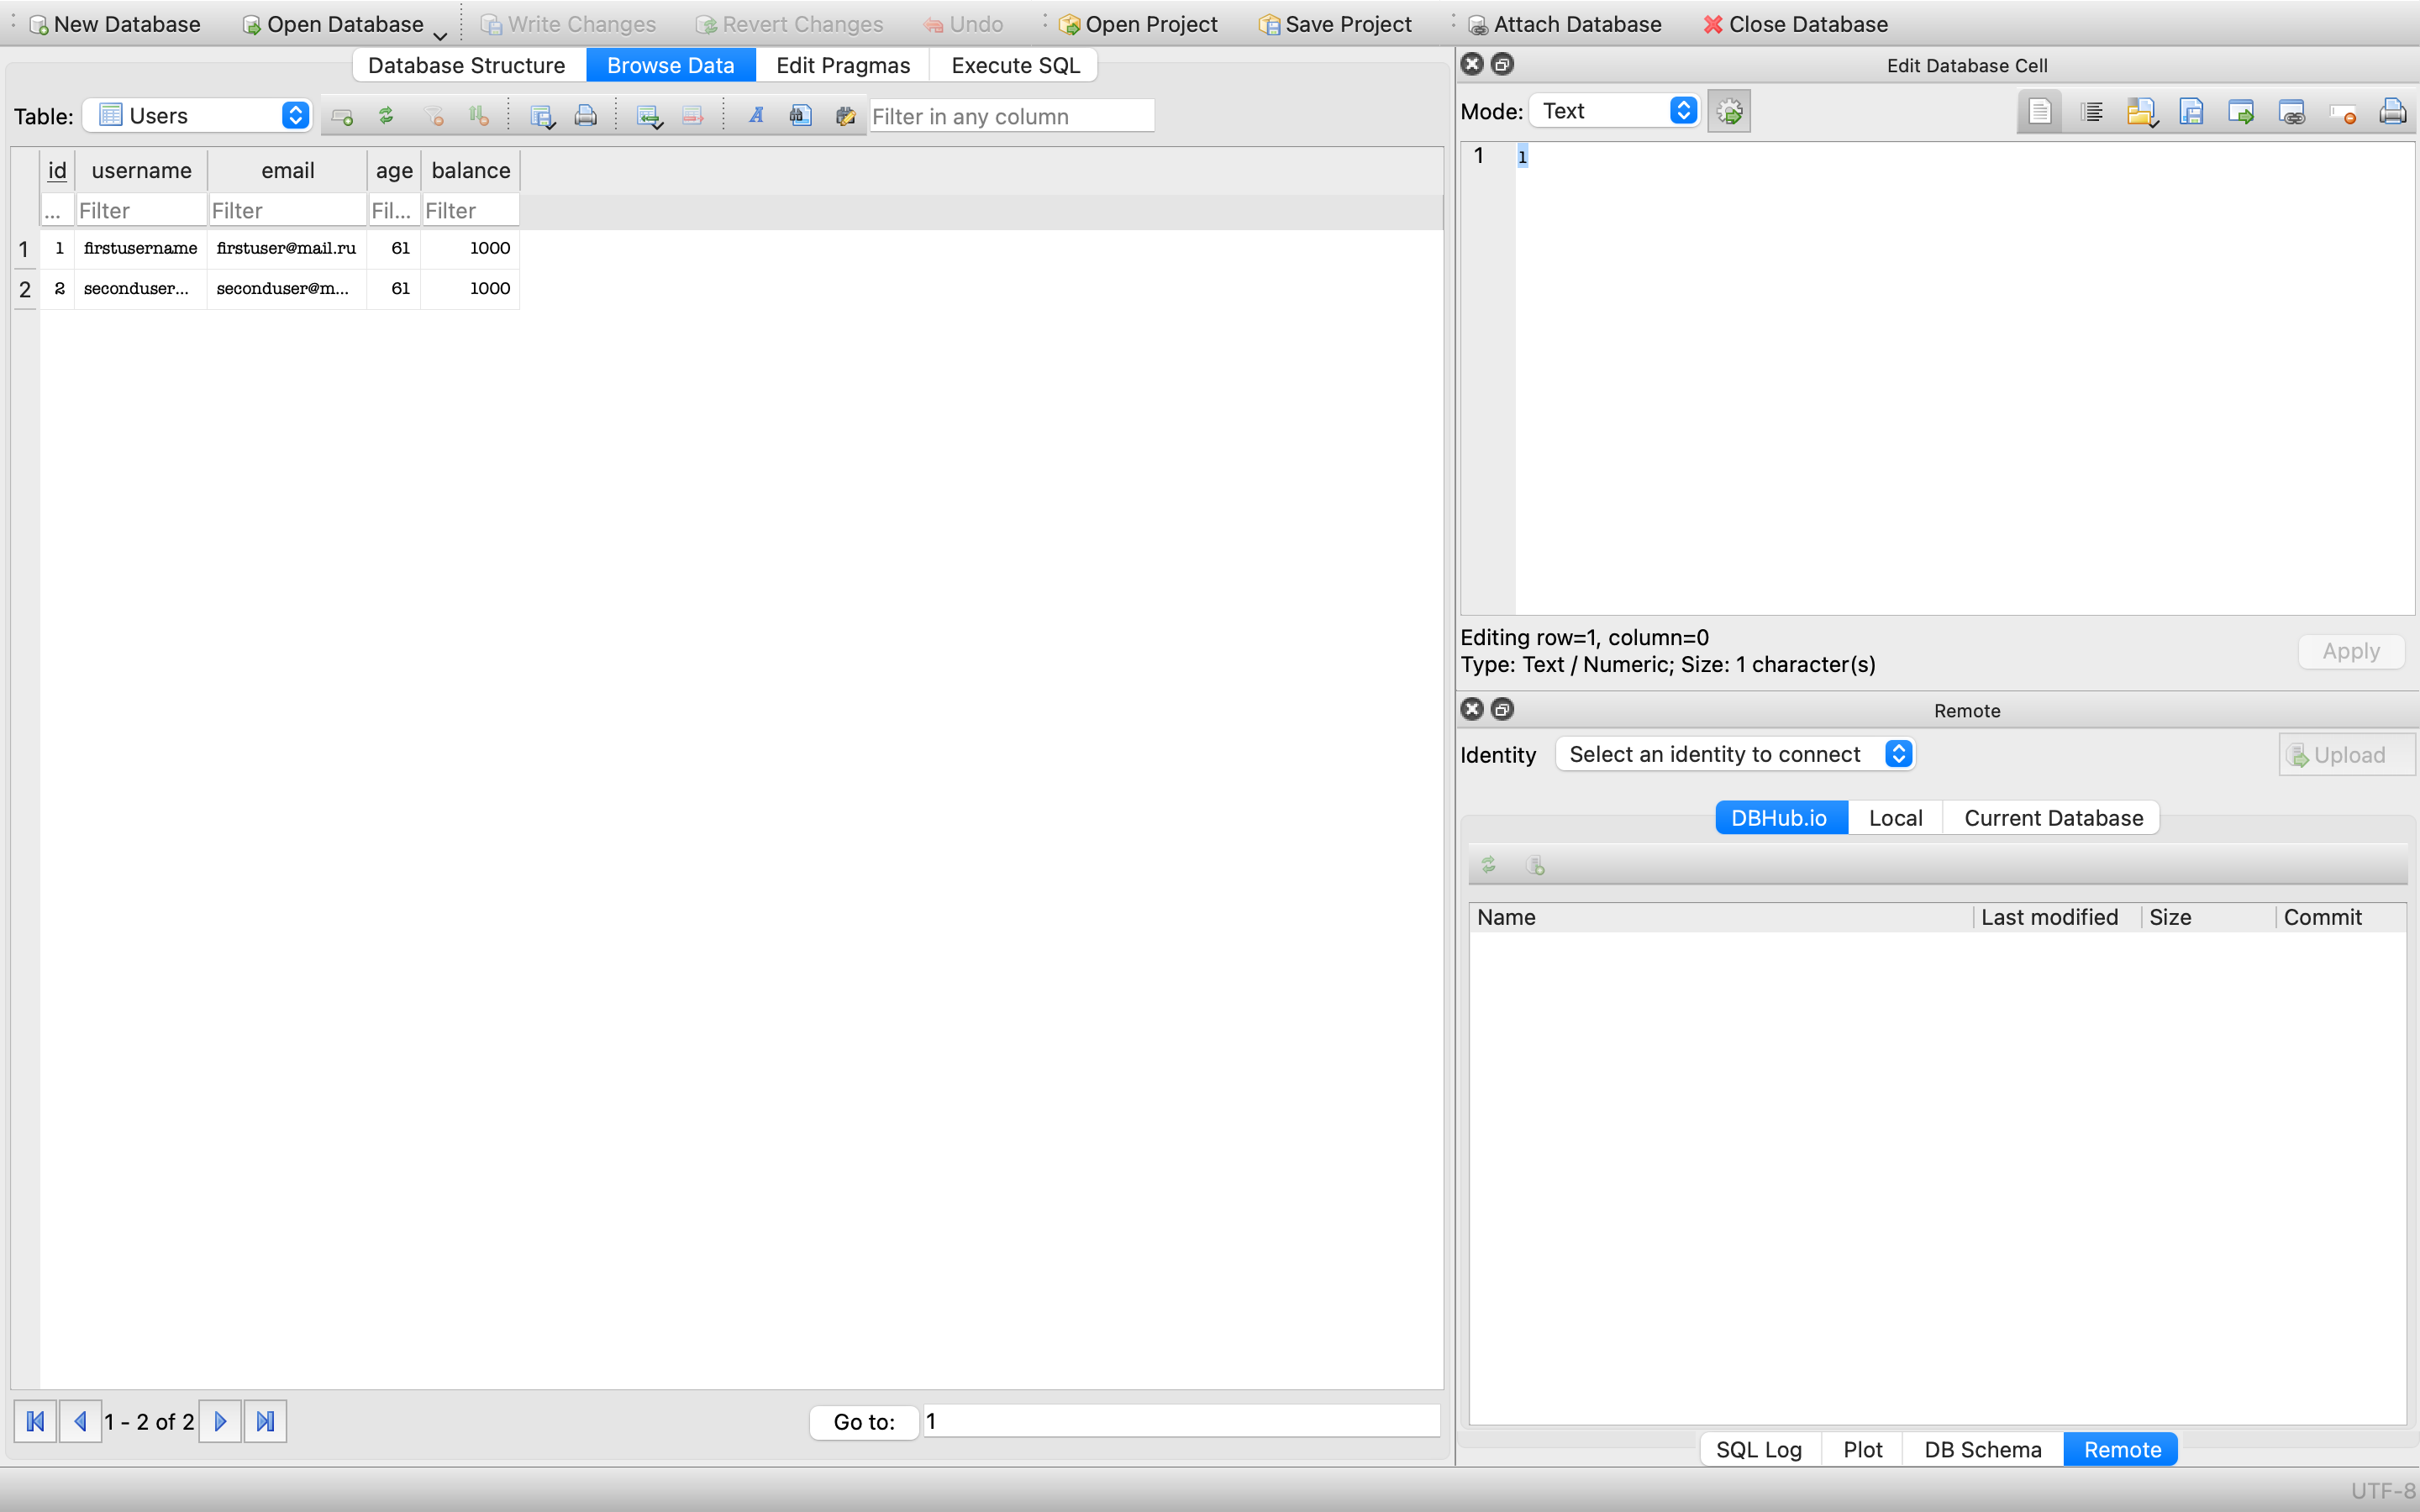 New Database Open Database Write Changes Revert Changes Undo Open Project Save Project Attach Database Close Database
Database Structure Browse Data Edit Pragmas Execute SQL
Table: Users Filter in any column
id username email age balance
... Filter Filter Fil... Filter
1 1 firstusername firstuser@mail.ru 61 1000
2 2 seconduser... seconduser@m... 61 1000
1 - 2 of 2 Go to: 1
Edit Database Cell
Mode: Text
1 1
Editing row=1, column=0
Type: Text / Numeric; Size: 1 character(s)
Apply
Remote
Identity Select an identity to connect Upload
DBHub.io Local Current Database
Name Last modified Size Commit
SQL Log Plot DB Schema Remote
UTF-8